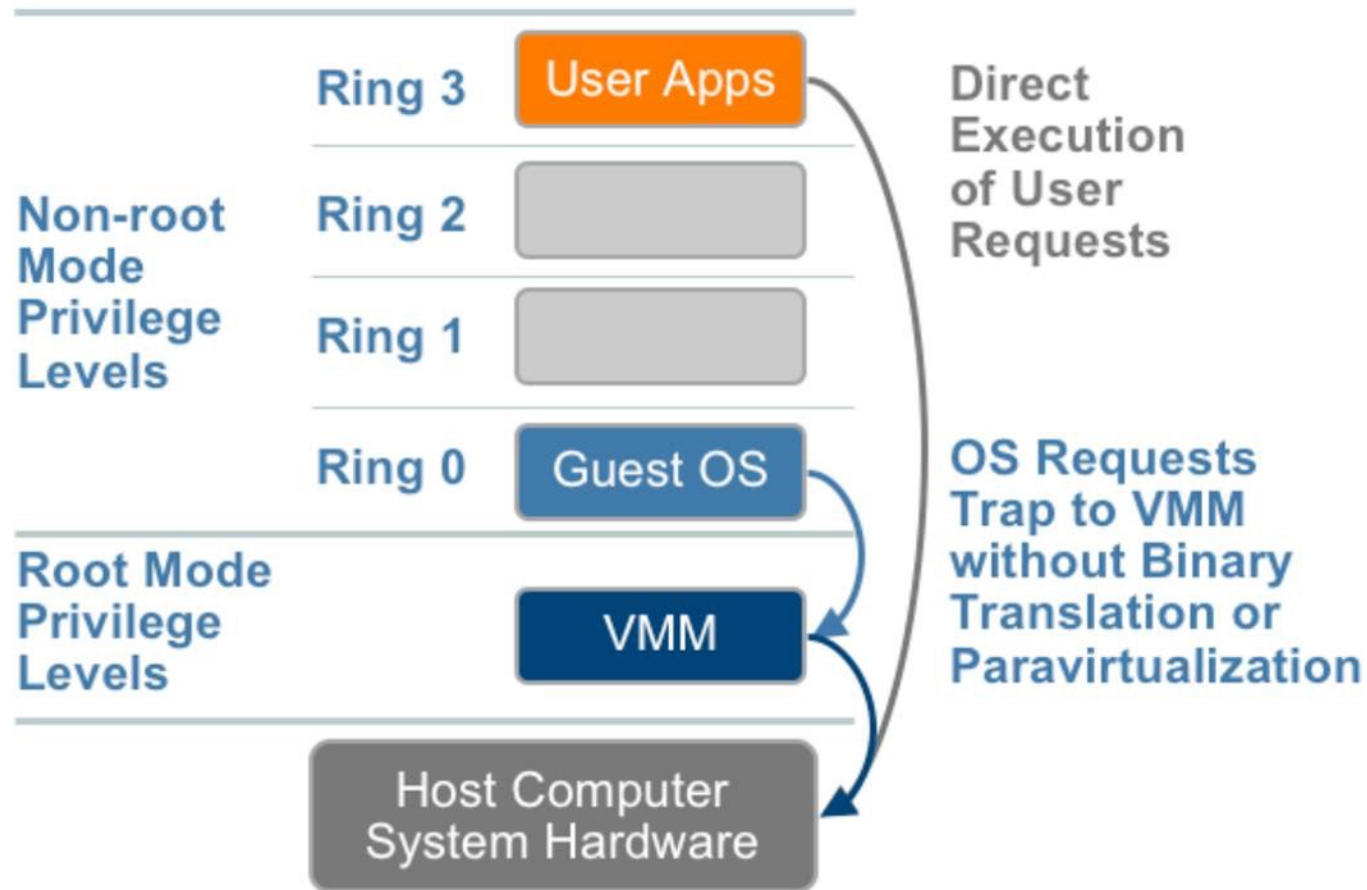 Ring 3
User Apps
Direct
Execution
of User
Requests
Non-root
Mode
Privilege
Levels
Ring 2
Ring 1
Ring 0
Guest OS
OS Requests
Trap to VMM
without Binary
Translation or
Paravirtualization
Root Mode
Privilege
Levels
VMM
Host Computer
System Hardware